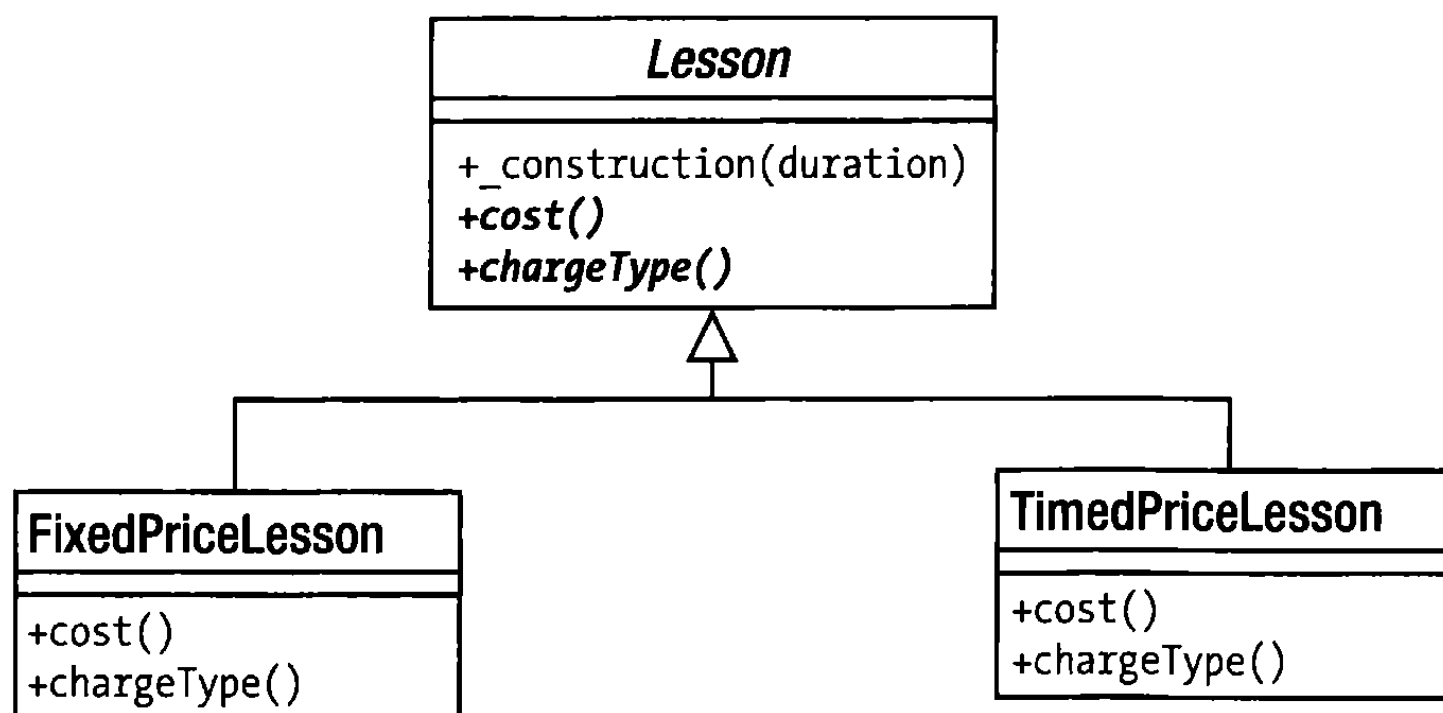 Lesson
+_construction(duration)
+cost()
+chargeType()
FixedPriceLesson
+cost()
+chargeType()
TimedPriceLesson
+cost()
+chargeType()